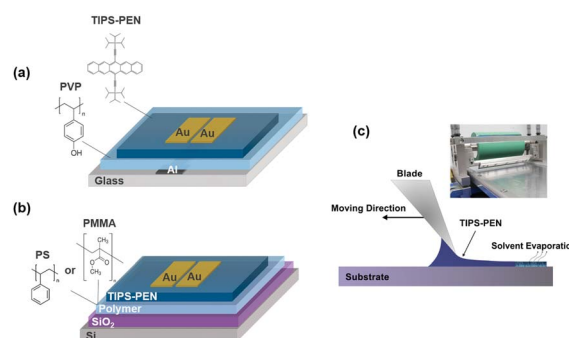 TIPS-PEN
(a)
PVP
n
OH
Au Au
Al
Glass
(b)
PMMA
PS
or
CH₃
O
O
CH₃
n
n
Au Au
TIPS-PEN
Polymer
SiO₂
Si
(c)
Blade
Moving Direction
TIPS-PEN
Solvent Evaporation
Substrate